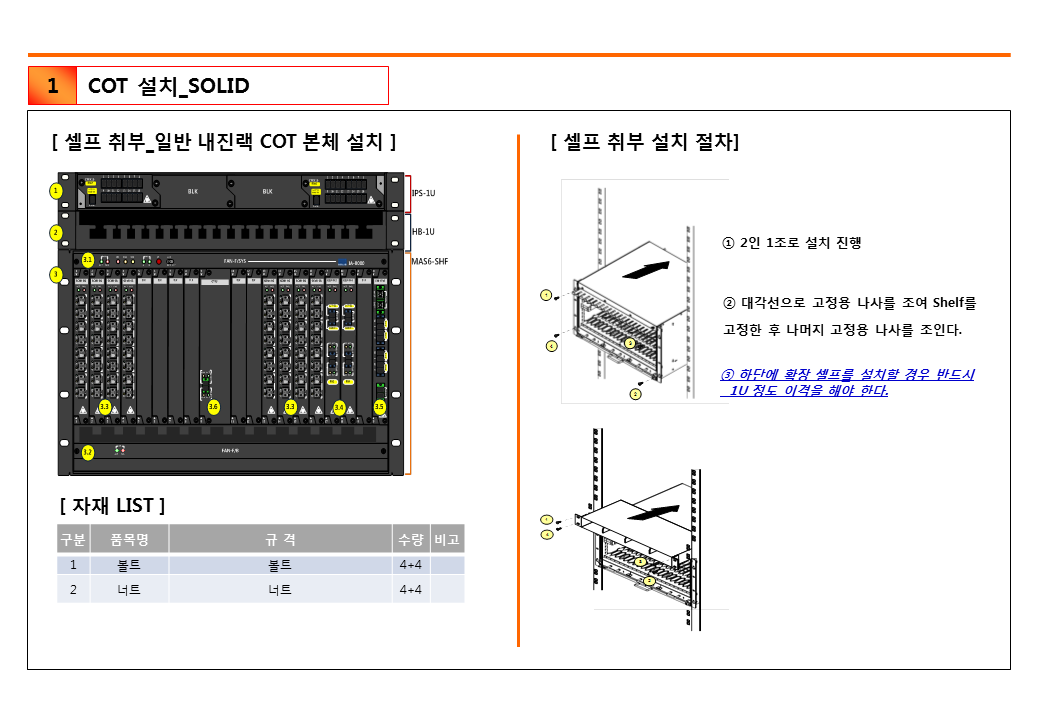 1
COT 설치_SOLID
[ 셀프 취부_일반 내진랙 COT 본체 설치 ]
1
BLK
BLK
IPS-1U
2
HB-1U
3.1
FAN-F/SYS
IA-8000
MAS6-SHF
3
3.3
3.6
3.3
3.4
3.5
3.2
FAN-F/B
[ 자재 LIST ]
구분 품목명 규 격 수량 비고
1 볼트 볼트 4+4
2 너트 너트 4+4
[ 셀프 취부 설치 절차]
① 2인 1조로 설치 진행
② 대각선으로 고정용 나사를 조여 Shelf를
고정한 후 나머지 고정용 나사를 조인다.
③ 하단에 확장 셀프를 설치할 경우 반드시
1U 정도 이격을 해야 한다.